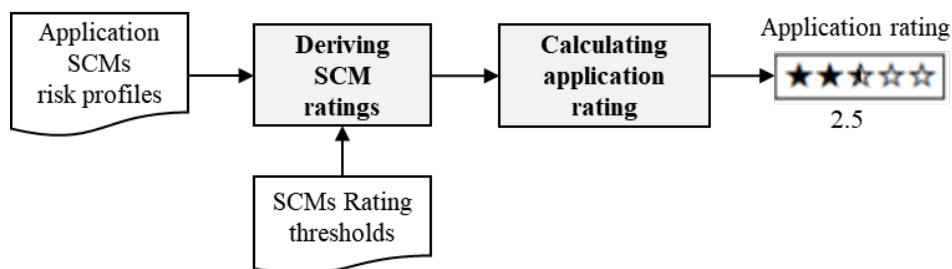 Application
SCMs
risk profiles
Deriving
SCM
ratings
Calculating
application
rating
Application rating
★★⯪☆☆
2.5
SCMs Rating
thresholds